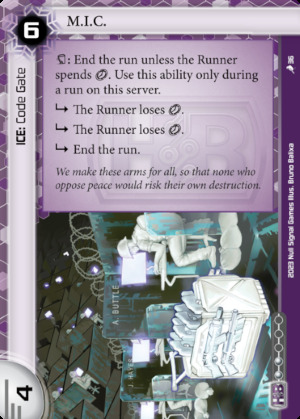 M.I.C.
6
ICE: Code Gate
: End the run unless the Runner
spends . Use this ability only during
a run on this server.
↳ The Runner loses .
↳ The Runner loses .
↳ End the run.
We make these arms for all, so that none who
oppose peace would risk their own destruction.
A. BUTTLE
4
36
2023 Null Signal Games Illus. Bruno Balixa